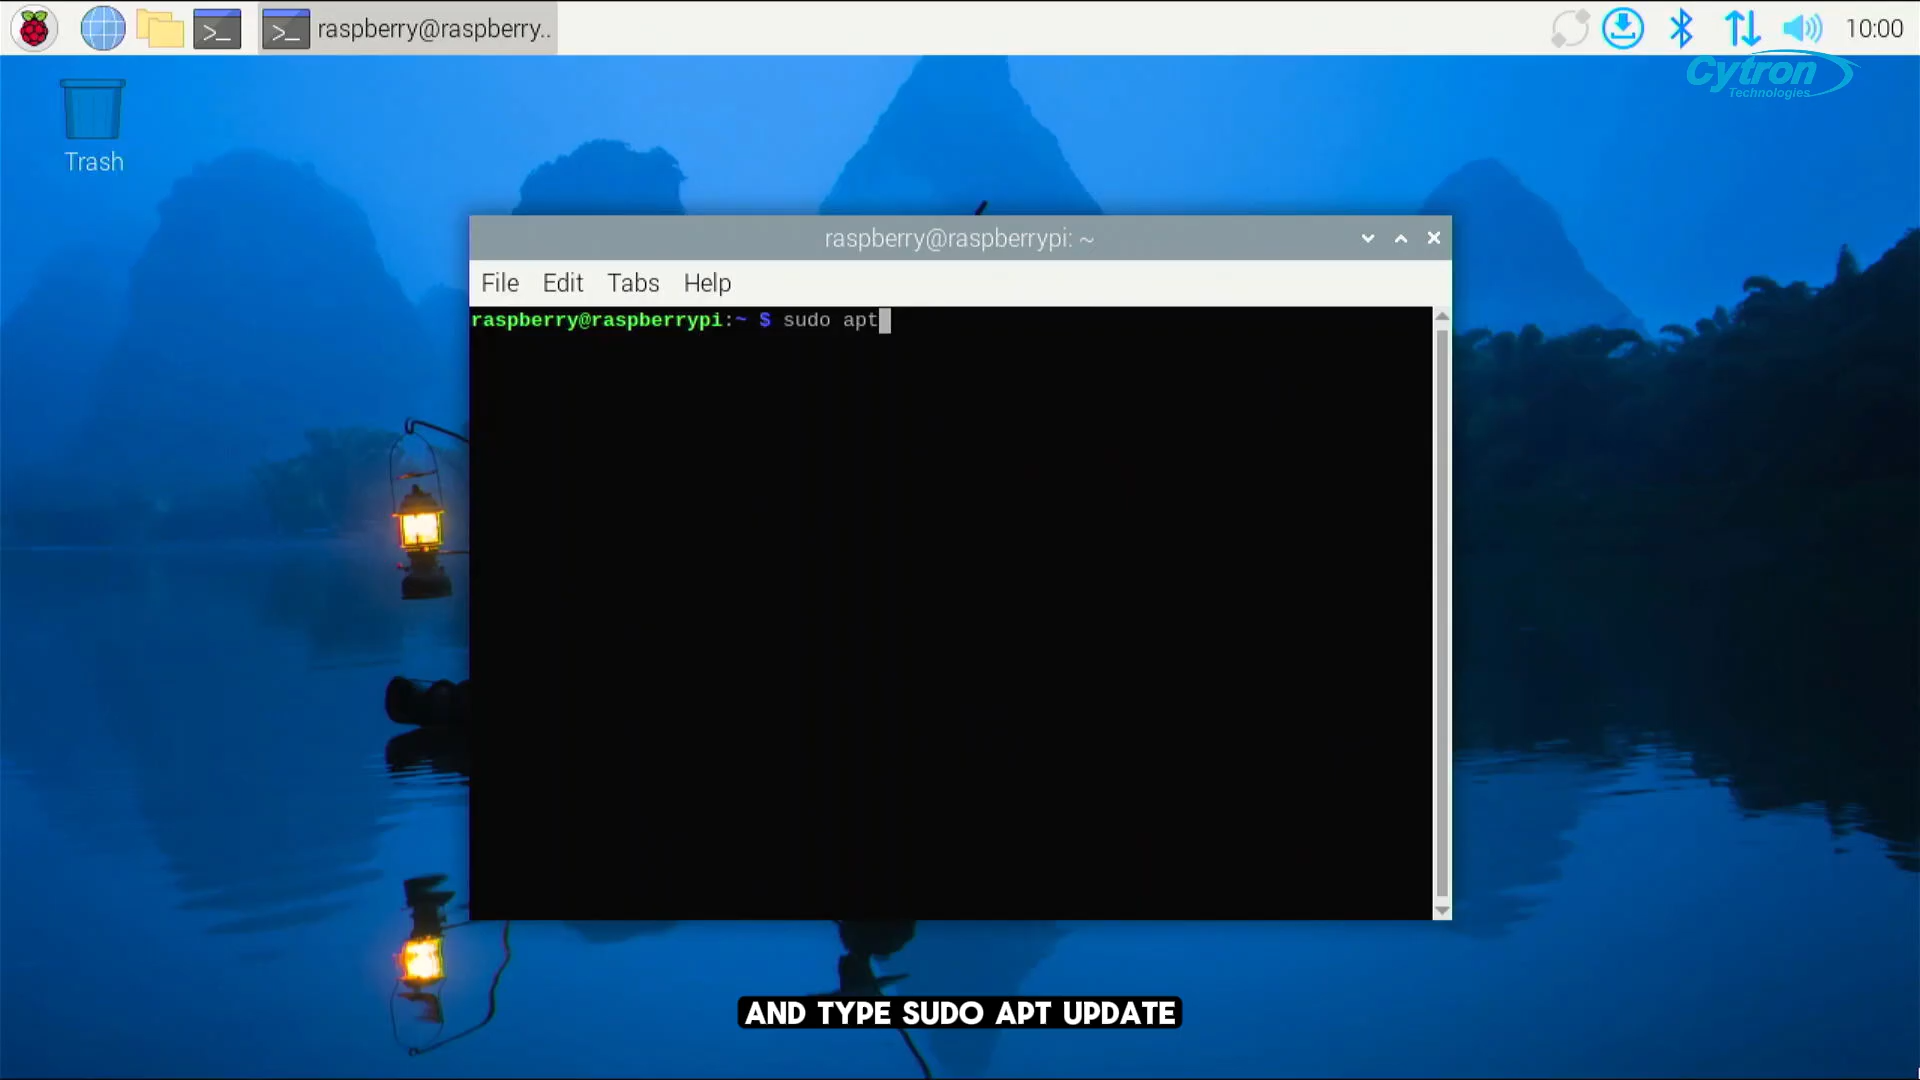 >_ >_ raspberry@raspberry.. 10:00
Cytron
Technologies
Trash
raspberry@raspberrypi: ~
File Edit Tabs Help
raspberry@raspberrypi:~ $ sudo apt
AND TYPE SUDO APT UPDATE